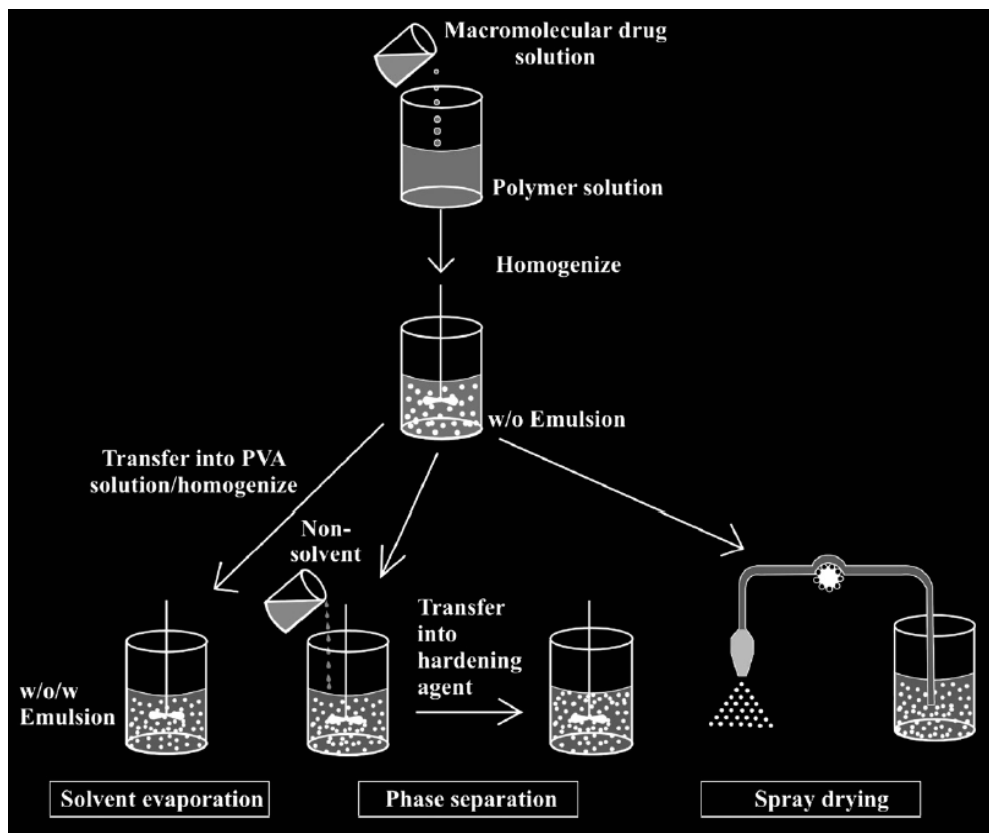 Macromolecular drug
solution
Polymer solution
Homogenize
w/o Emulsion
Transfer into PVA
solution/homogenize
Non-
solvent
Transfer
into
hardening
agent
w/o/w
Emulsion
Solvent evaporation
Phase separation
Spray drying